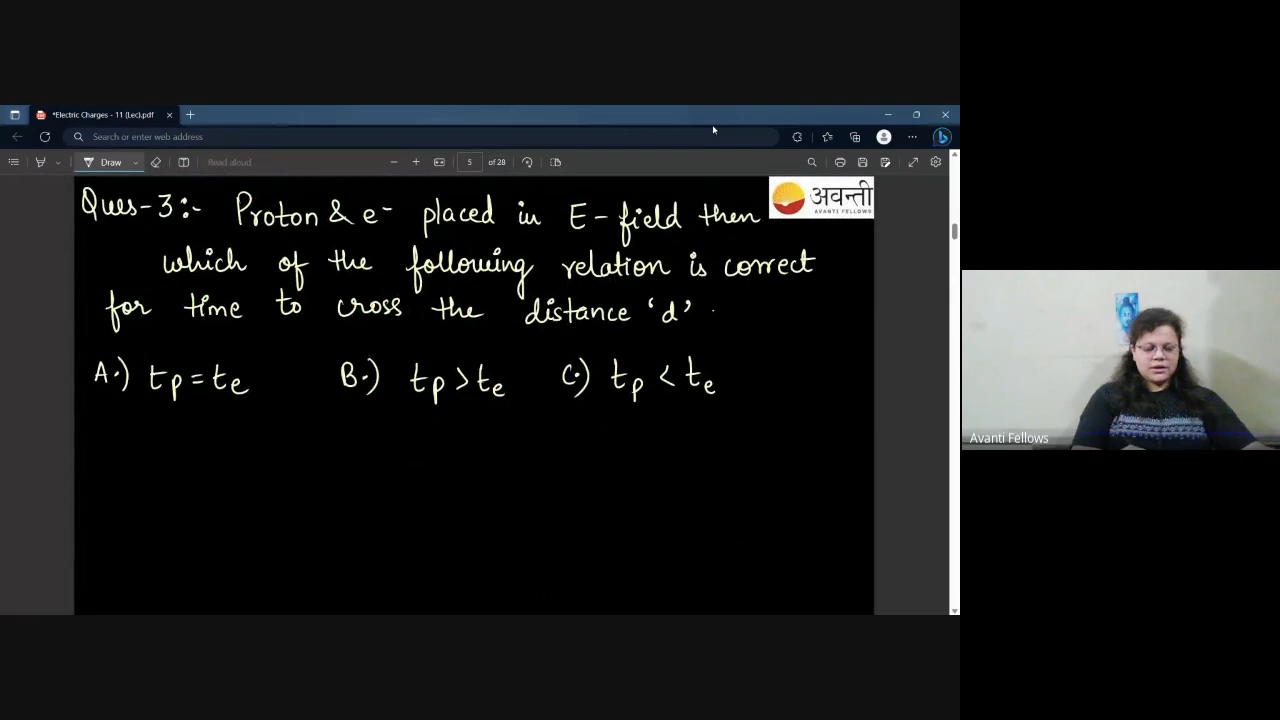 *Electric Charges - 11 (Lec).pdf
Search or enter web address
Draw
Read aloud
5 of 28
Ques-3:- Proton & e- placed in E-field then
which of the following relation is correct
for time to cross the distance 'd'.
A.) tp = te B.) tp > te C.) tp < te
अवन्ती
AVANTI FELLOWS
Avanti Fellows